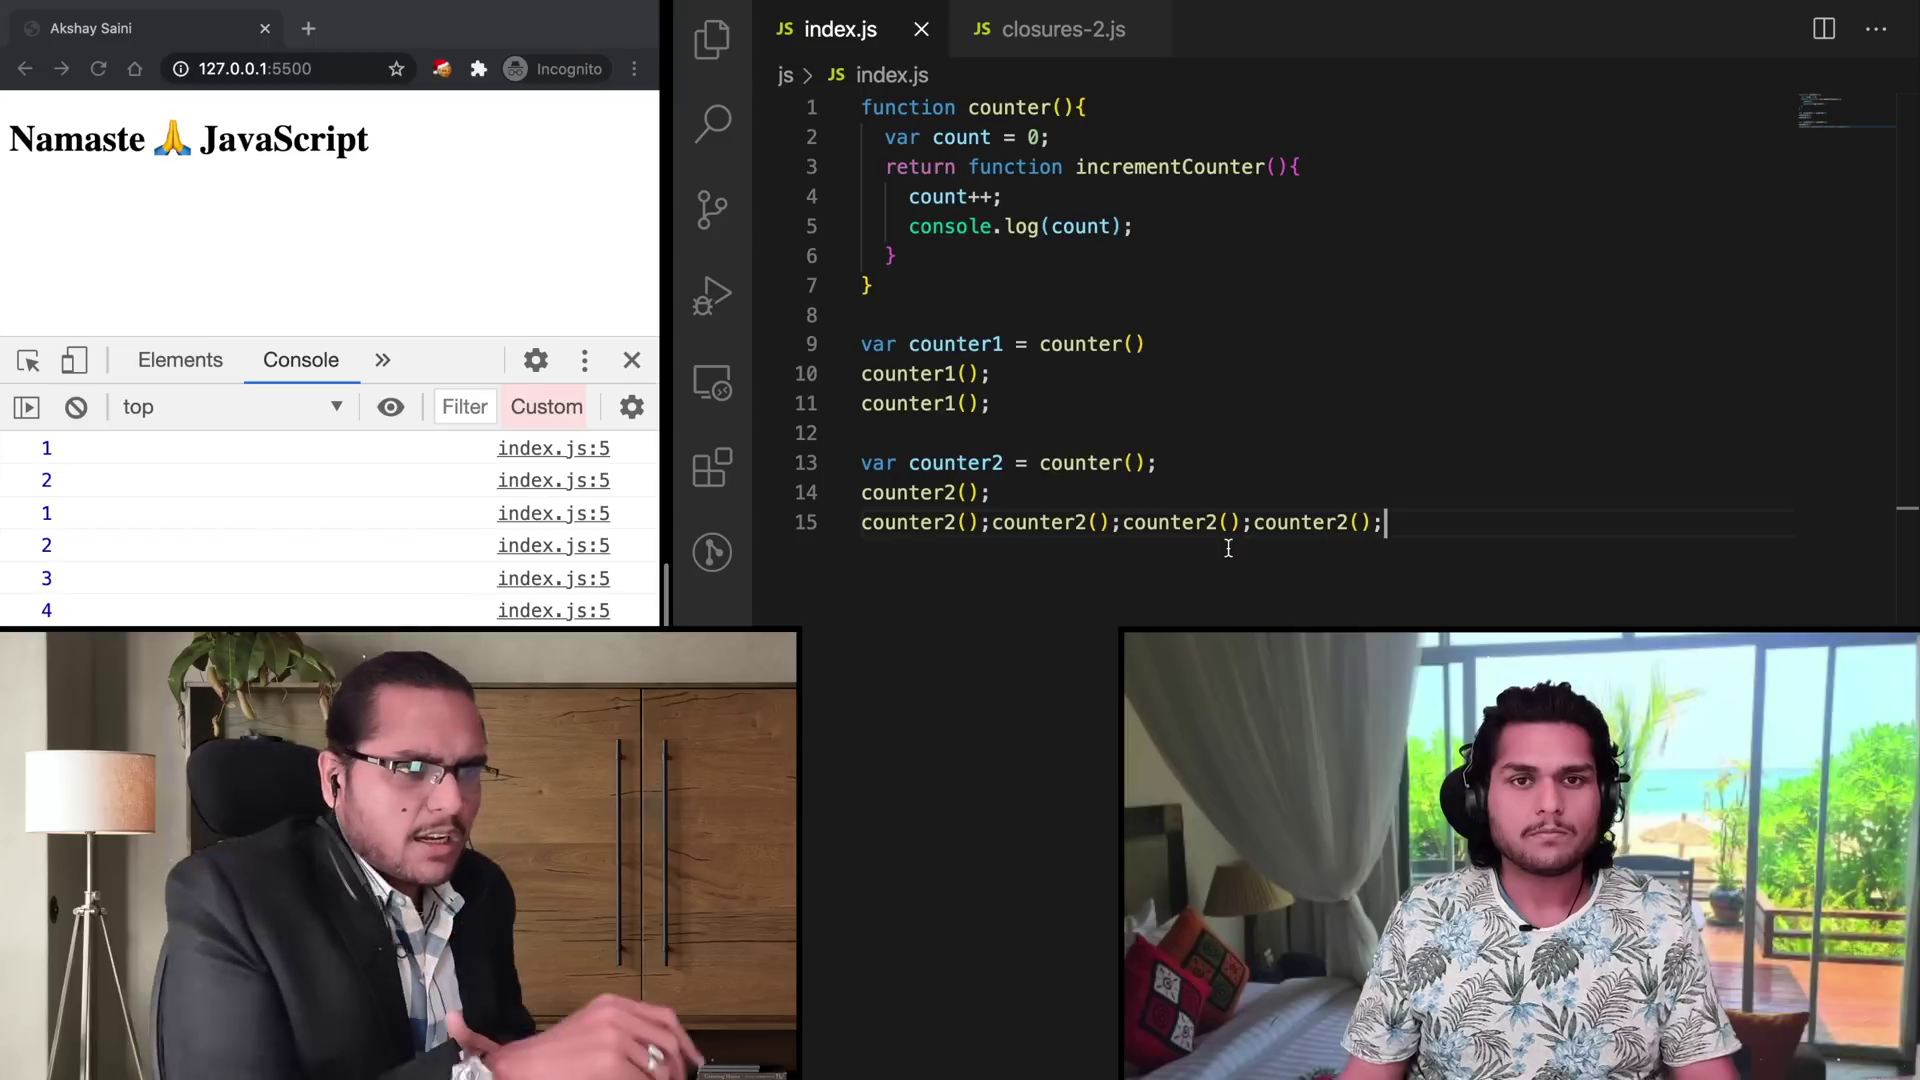 Akshay Saini
127.0.0.1:5500
Incognito
Namaste 🙏 JavaScript
Elements
Console
top
Filter
Custom
1 index.js:5
2 index.js:5
1 index.js:5
2 index.js:5
3 index.js:5
4 index.js:5
JS index.js
JS closures-2.js
js > JS index.js
1 function counter(){
2 var count = 0;
3 return function incrementCounter(){
4 count++;
5 console.log(count);
6 }
7 }
8
9 var counter1 = counter()
10 counter1();
11 counter1();
12
13 var counter2 = counter();
14 counter2();
15 counter2();counter2();counter2();counter2();